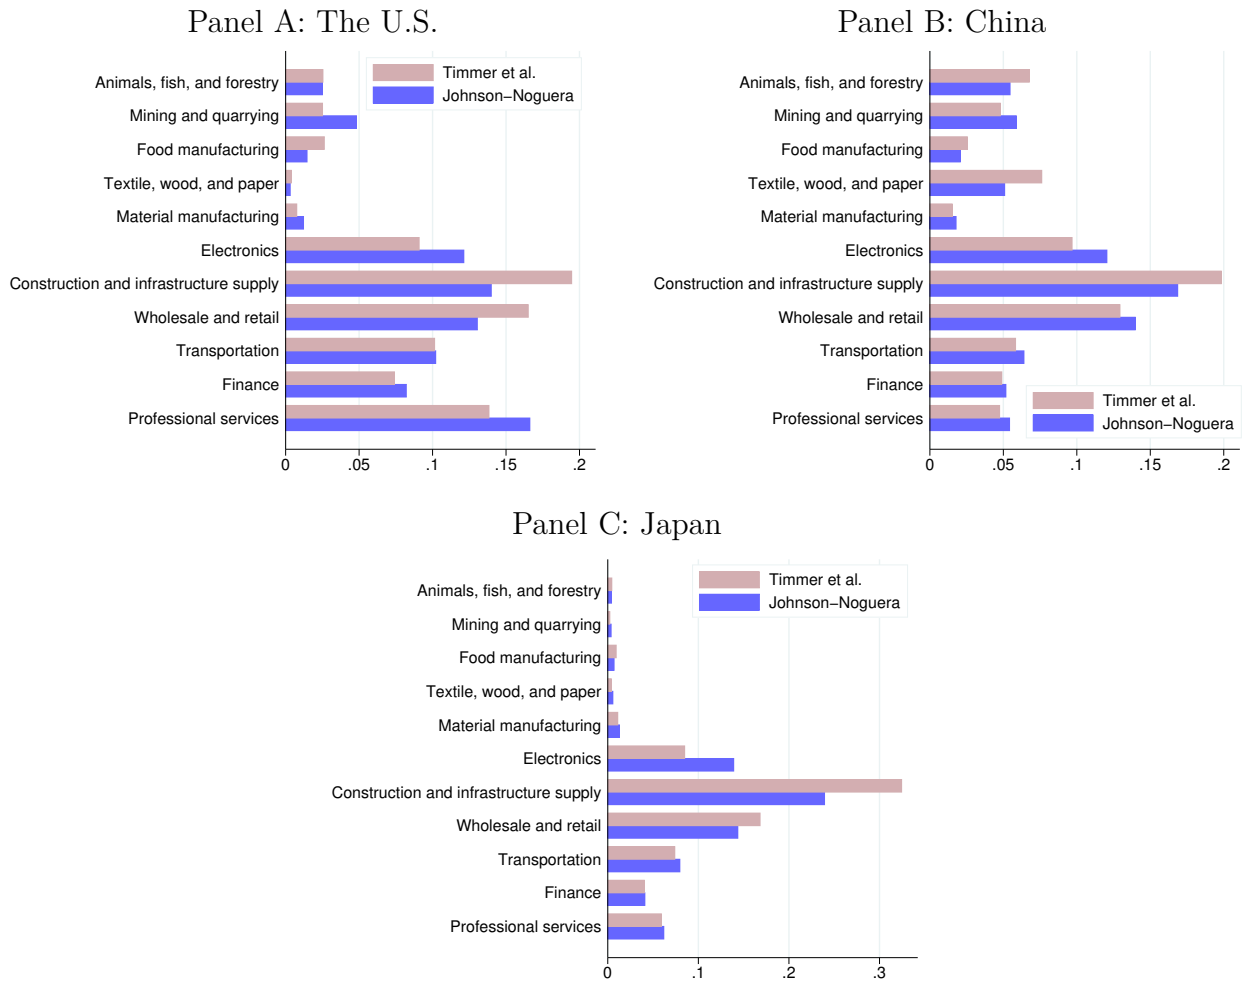 Panel A: The U.S.
Timmer et al.
Johnson−Noguera
Animals, fish, and forestry
Mining and quarrying
Food manufacturing
Textile, wood, and paper
Material manufacturing
Electronics
Construction and infrastructure supply
Wholesale and retail
Transportation
Finance
Professional services
0 .05 .1 .15 .2
Panel B: China
Animals, fish, and forestry
Mining and quarrying
Food manufacturing
Textile, wood, and paper
Material manufacturing
Electronics
Construction and infrastructure supply
Wholesale and retail
Transportation
Finance
Professional services
Timmer et al.
Johnson−Noguera
0 .05 .1 .15 .2
Panel C: Japan
Timmer et al.
Johnson−Noguera
Animals, fish, and forestry
Mining and quarrying
Food manufacturing
Textile, wood, and paper
Material manufacturing
Electronics
Construction and infrastructure supply
Wholesale and retail
Transportation
Finance
Professional services
0 .1 .2 .3